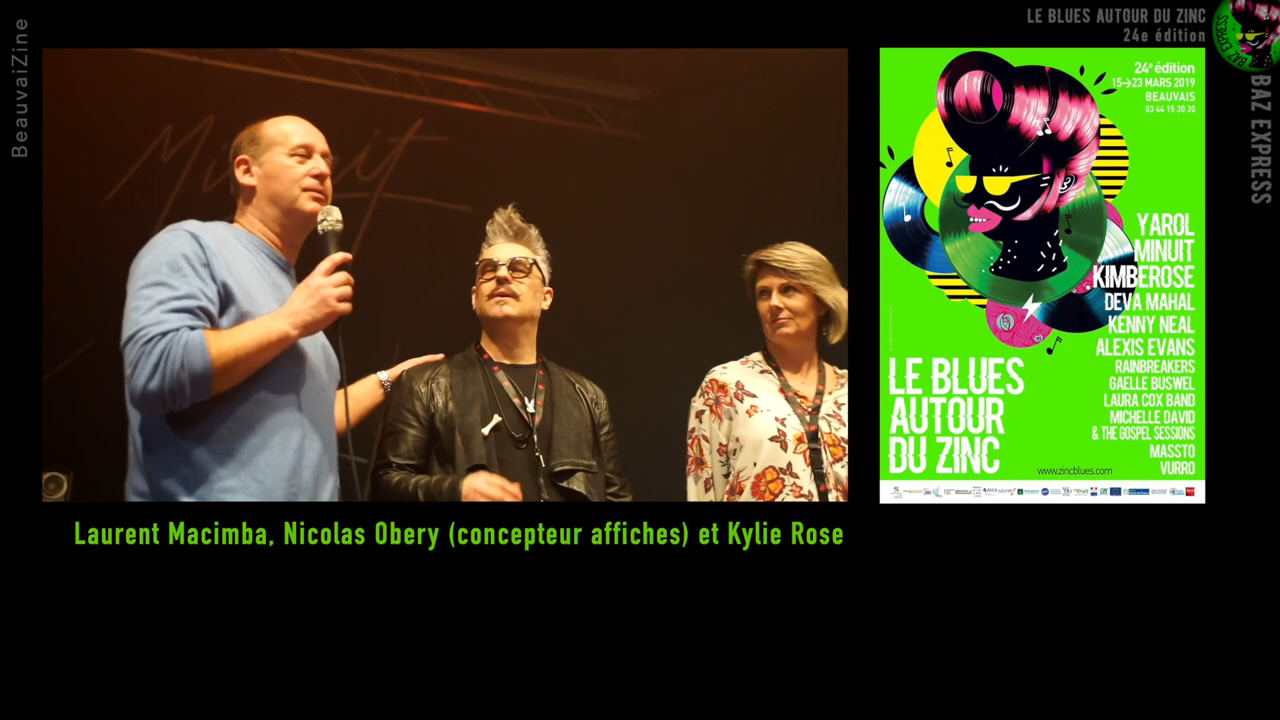 BeauvaiZine
LE BLUES AUTOUR DU ZINC
24e édition
BAZ EXPRESS
BAZ EXPRESS
Minuit
24e édition
15→23 MARS 2019
BEAUVAIS
03 44 15 30 30
YAROL
MINUIT
KIMBEROSE
DEVA MAHAL
KENNY NEAL
ALEXIS EVANS
RAINBREAKERS
GAELLE BUSWEL
LAURA COX BAND
MICHELLE DAVID
& THE GOSPEL SESSIONS
MASSTO
VURRO
LE BLUES
AUTOUR
DU ZINC
www.zincblues.com
Laurent Macimba, Nicolas Obery (concepteur affiches) et Kylie Rose